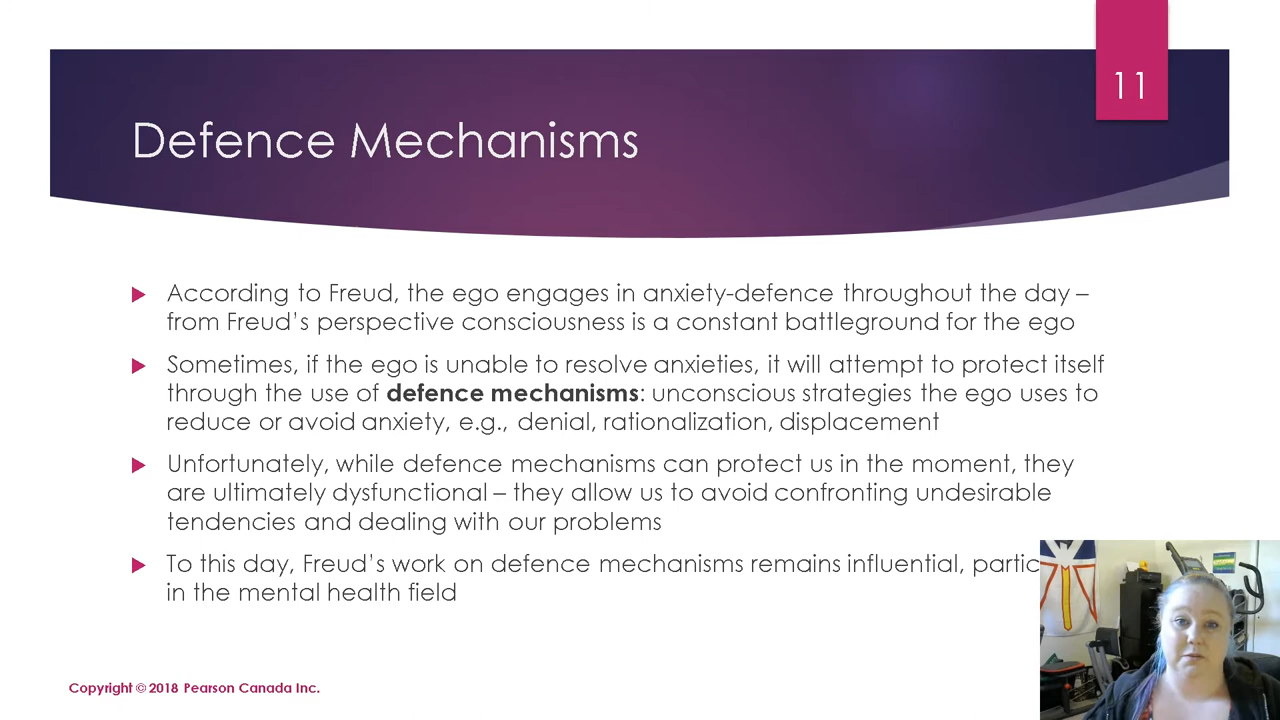 11
Defence Mechanisms
According to Freud, the ego engages in anxiety-defence throughout the day –
from Freud's perspective consciousness is a constant battleground for the ego
Sometimes, if the ego is unable to resolve anxieties, it will attempt to protect itself
through the use of defence mechanisms: unconscious strategies the ego uses to
reduce or avoid anxiety, e.g., denial, rationalization, displacement
Unfortunately, while defence mechanisms can protect us in the moment, they
are ultimately dysfunctional – they allow us to avoid confronting undesirable
tendencies and dealing with our problems
To this day, Freud's work on defence mechanisms remains influential, partic
in the mental health field
Copyright © 2018 Pearson Canada Inc.